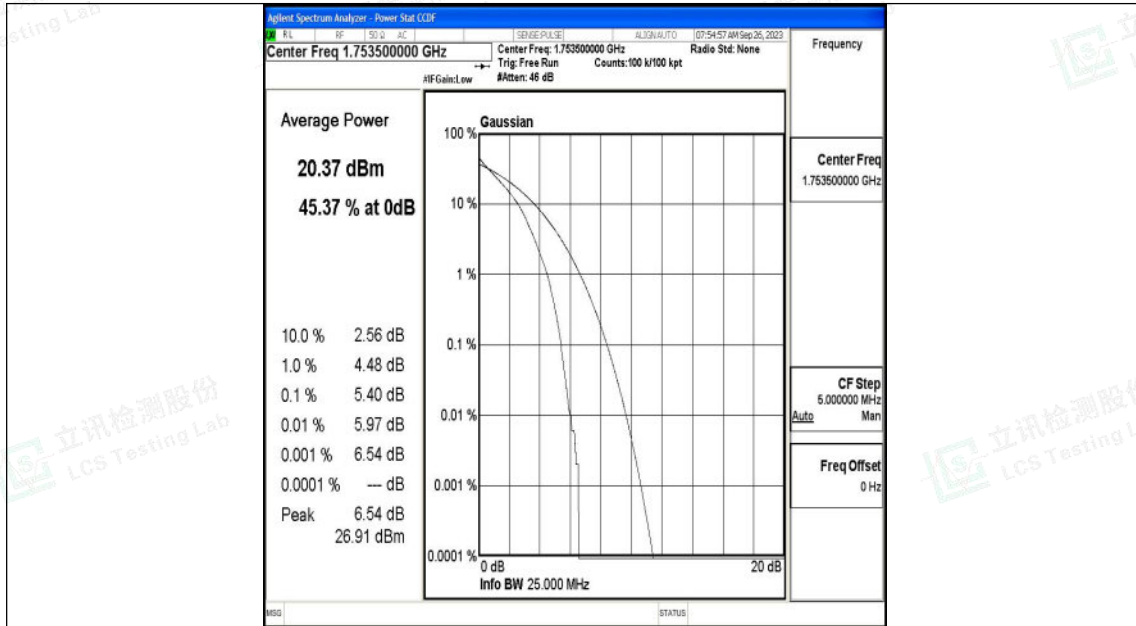 Agilent Spectrum Analyzer - Power Stat CCDF
RL RF 50 Ω AC SENSE:PULSE ALIGNAUTO 07:54:57 AM Sep 26, 2023
Center Freq 1.753500000 GHz
Center Freq: 1.753500000 GHz
Radio Std: None
Trig: Free Run
Counts:100 k/100 kpt
#IFGain:Low
#Atten: 46 dB
Frequency
Average Power
20.37 dBm
45.37 % at 0dB
10.0 % 2.56 dB
1.0 % 4.48 dB
0.1 % 5.40 dB
0.01 % 5.97 dB
0.001 % 6.54 dB
0.0001 % --- dB
Peak 6.54 dB
26.91 dBm
Gaussian
100 %
10 %
1 %
0.1 %
0.01 %
0.001 %
0.0001 %
0 dB
20 dB
Info BW 25.000 MHz
Center Freq
1.753500000 GHz
CF Step
5.000000 MHz
Auto Man
Freq Offset
0 Hz
MSG
STATUS
立讯检测股份
LCS Testing Lab
立讯检测股份
LCS Testing L
sting Lab